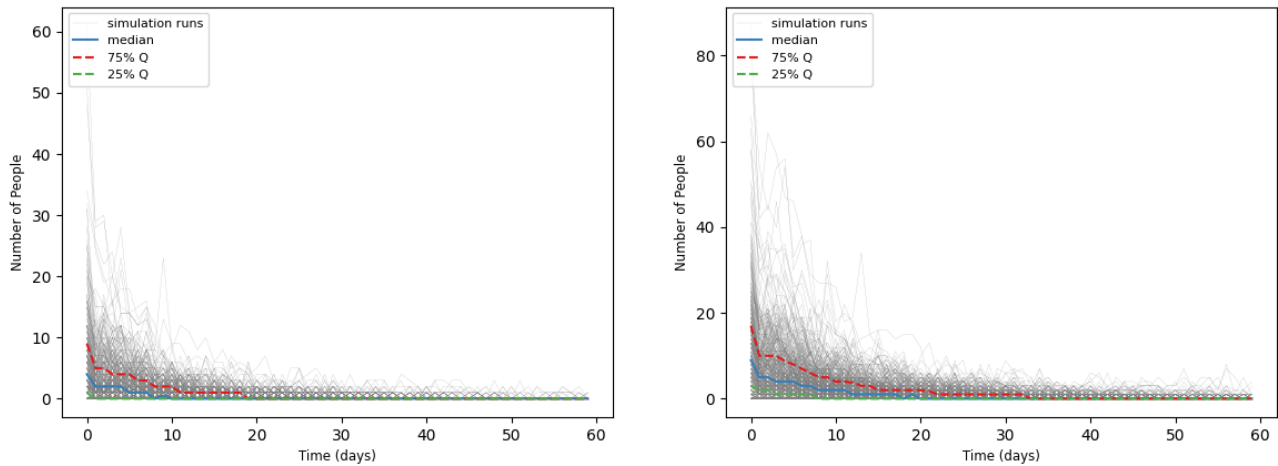 60
50
40
30
20
10
0
Number of People
simulation runs
median
75% Q
25% Q
0 10 20 30 40 50 60
Time (days)
80
60
40
20
0
Number of People
simulation runs
median
75% Q
25% Q
0 10 20 30 40 50 60
Time (days)